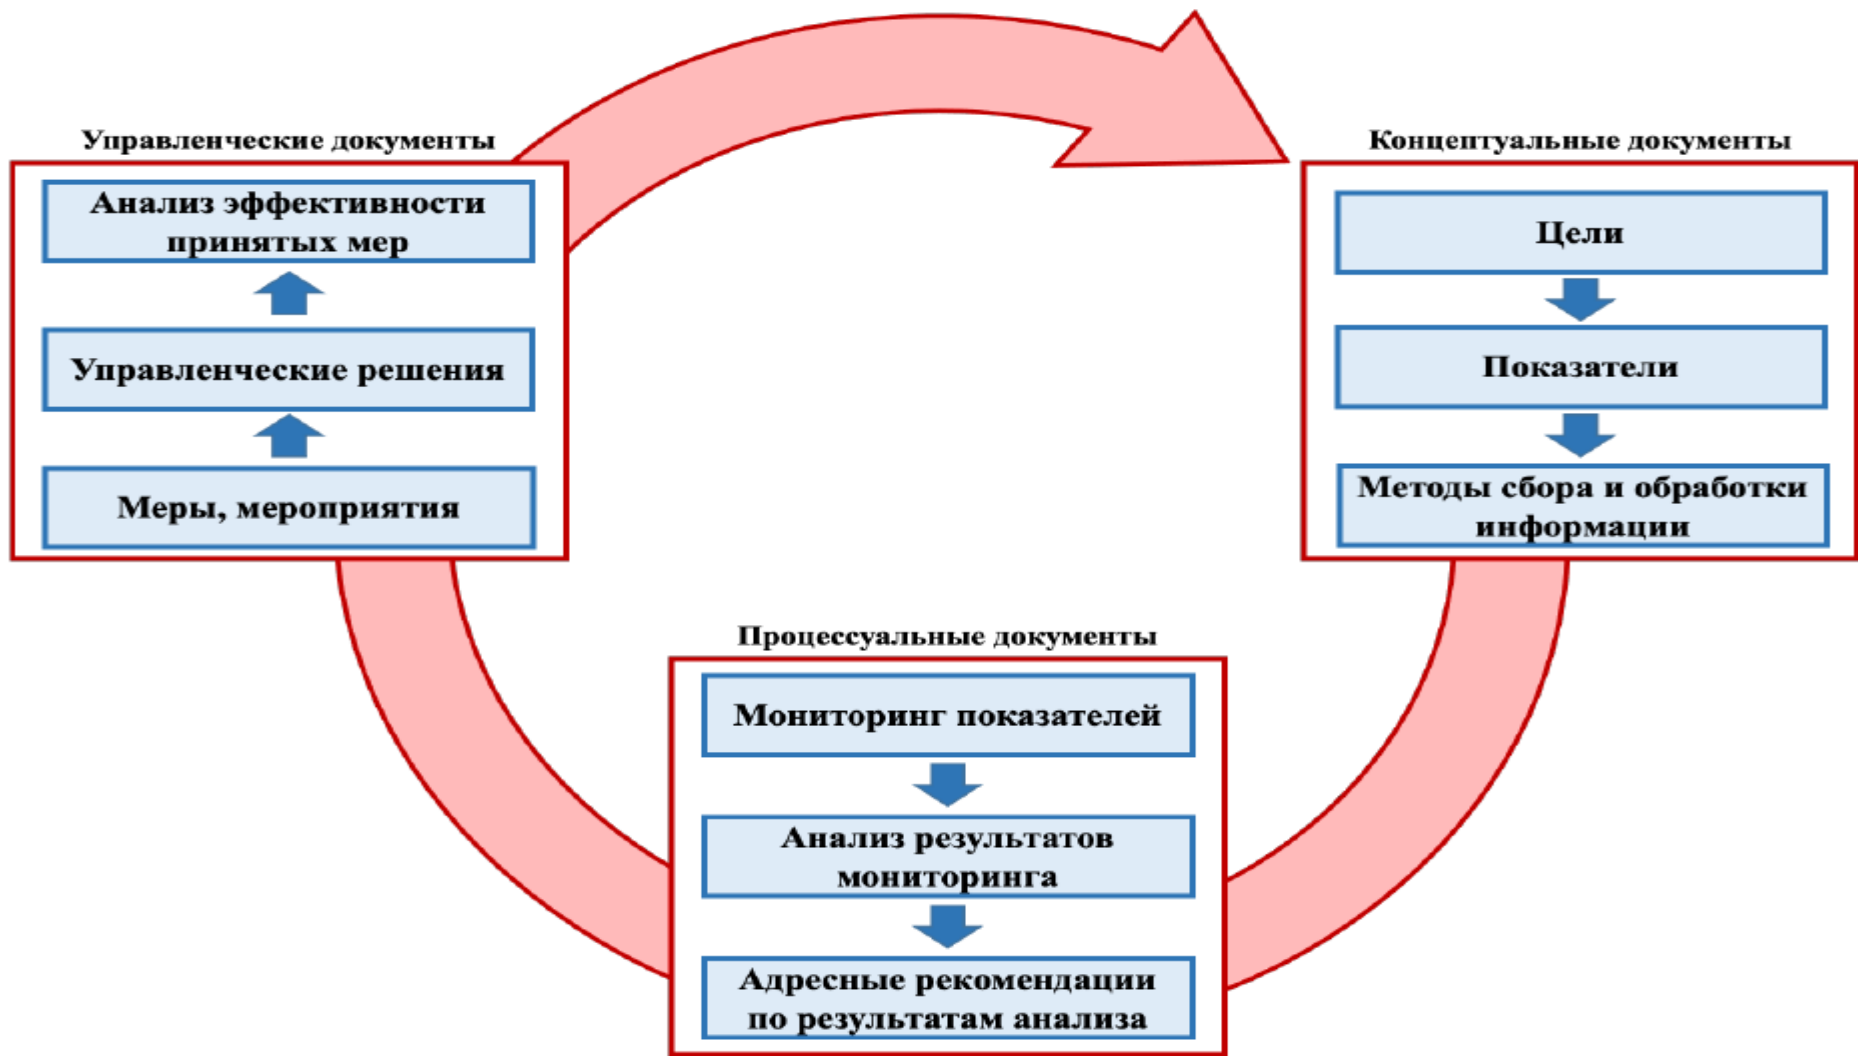 Управленческие документы
Анализ эффективности
принятых мер
Управленческие решения
Меры, мероприятия
Концептуальные документы
Цели
Показатели
Методы сбора и обработки
информации
Процессуальные документы
Мониторинг показателей
Анализ результатов
мониторинга
Адресные рекомендации
по результатам анализа